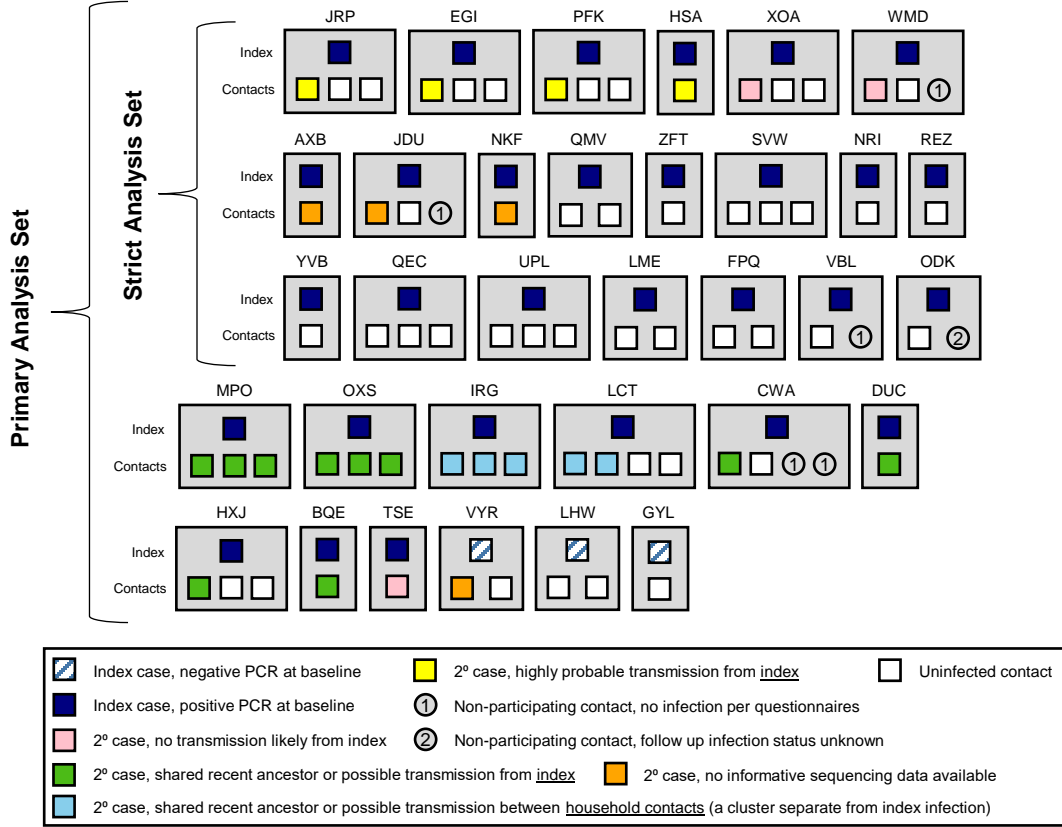 Primary Analysis Set
Strict Analysis Set
JRP EGI PFK HSA XOA WMD
Index
Contacts 1
AXB JDU NKF QMV ZFT SVW NRI REZ
Index
Contacts 1
YVB QEC UPL LME FPQ VBL ODK
Index
Contacts 1 2
MPO OXS IRG LCT CWA DUC
Index
Contacts 1 1
HXJ BQE TSE VYR LHW GYL
Index
Contacts
Index case, negative PCR at baseline 2º case, highly probable transmission from index Uninfected contact
Index case, positive PCR at baseline 1 Non-participating contact, no infection per questionnaires
2º case, no transmission likely from index 2 Non-participating contact, follow up infection status unknown
2º case, shared recent ancestor or possible transmission from index 2º case, no informative sequencing data available
2º case, shared recent ancestor or possible transmission between household contacts (a cluster separate from index infection)